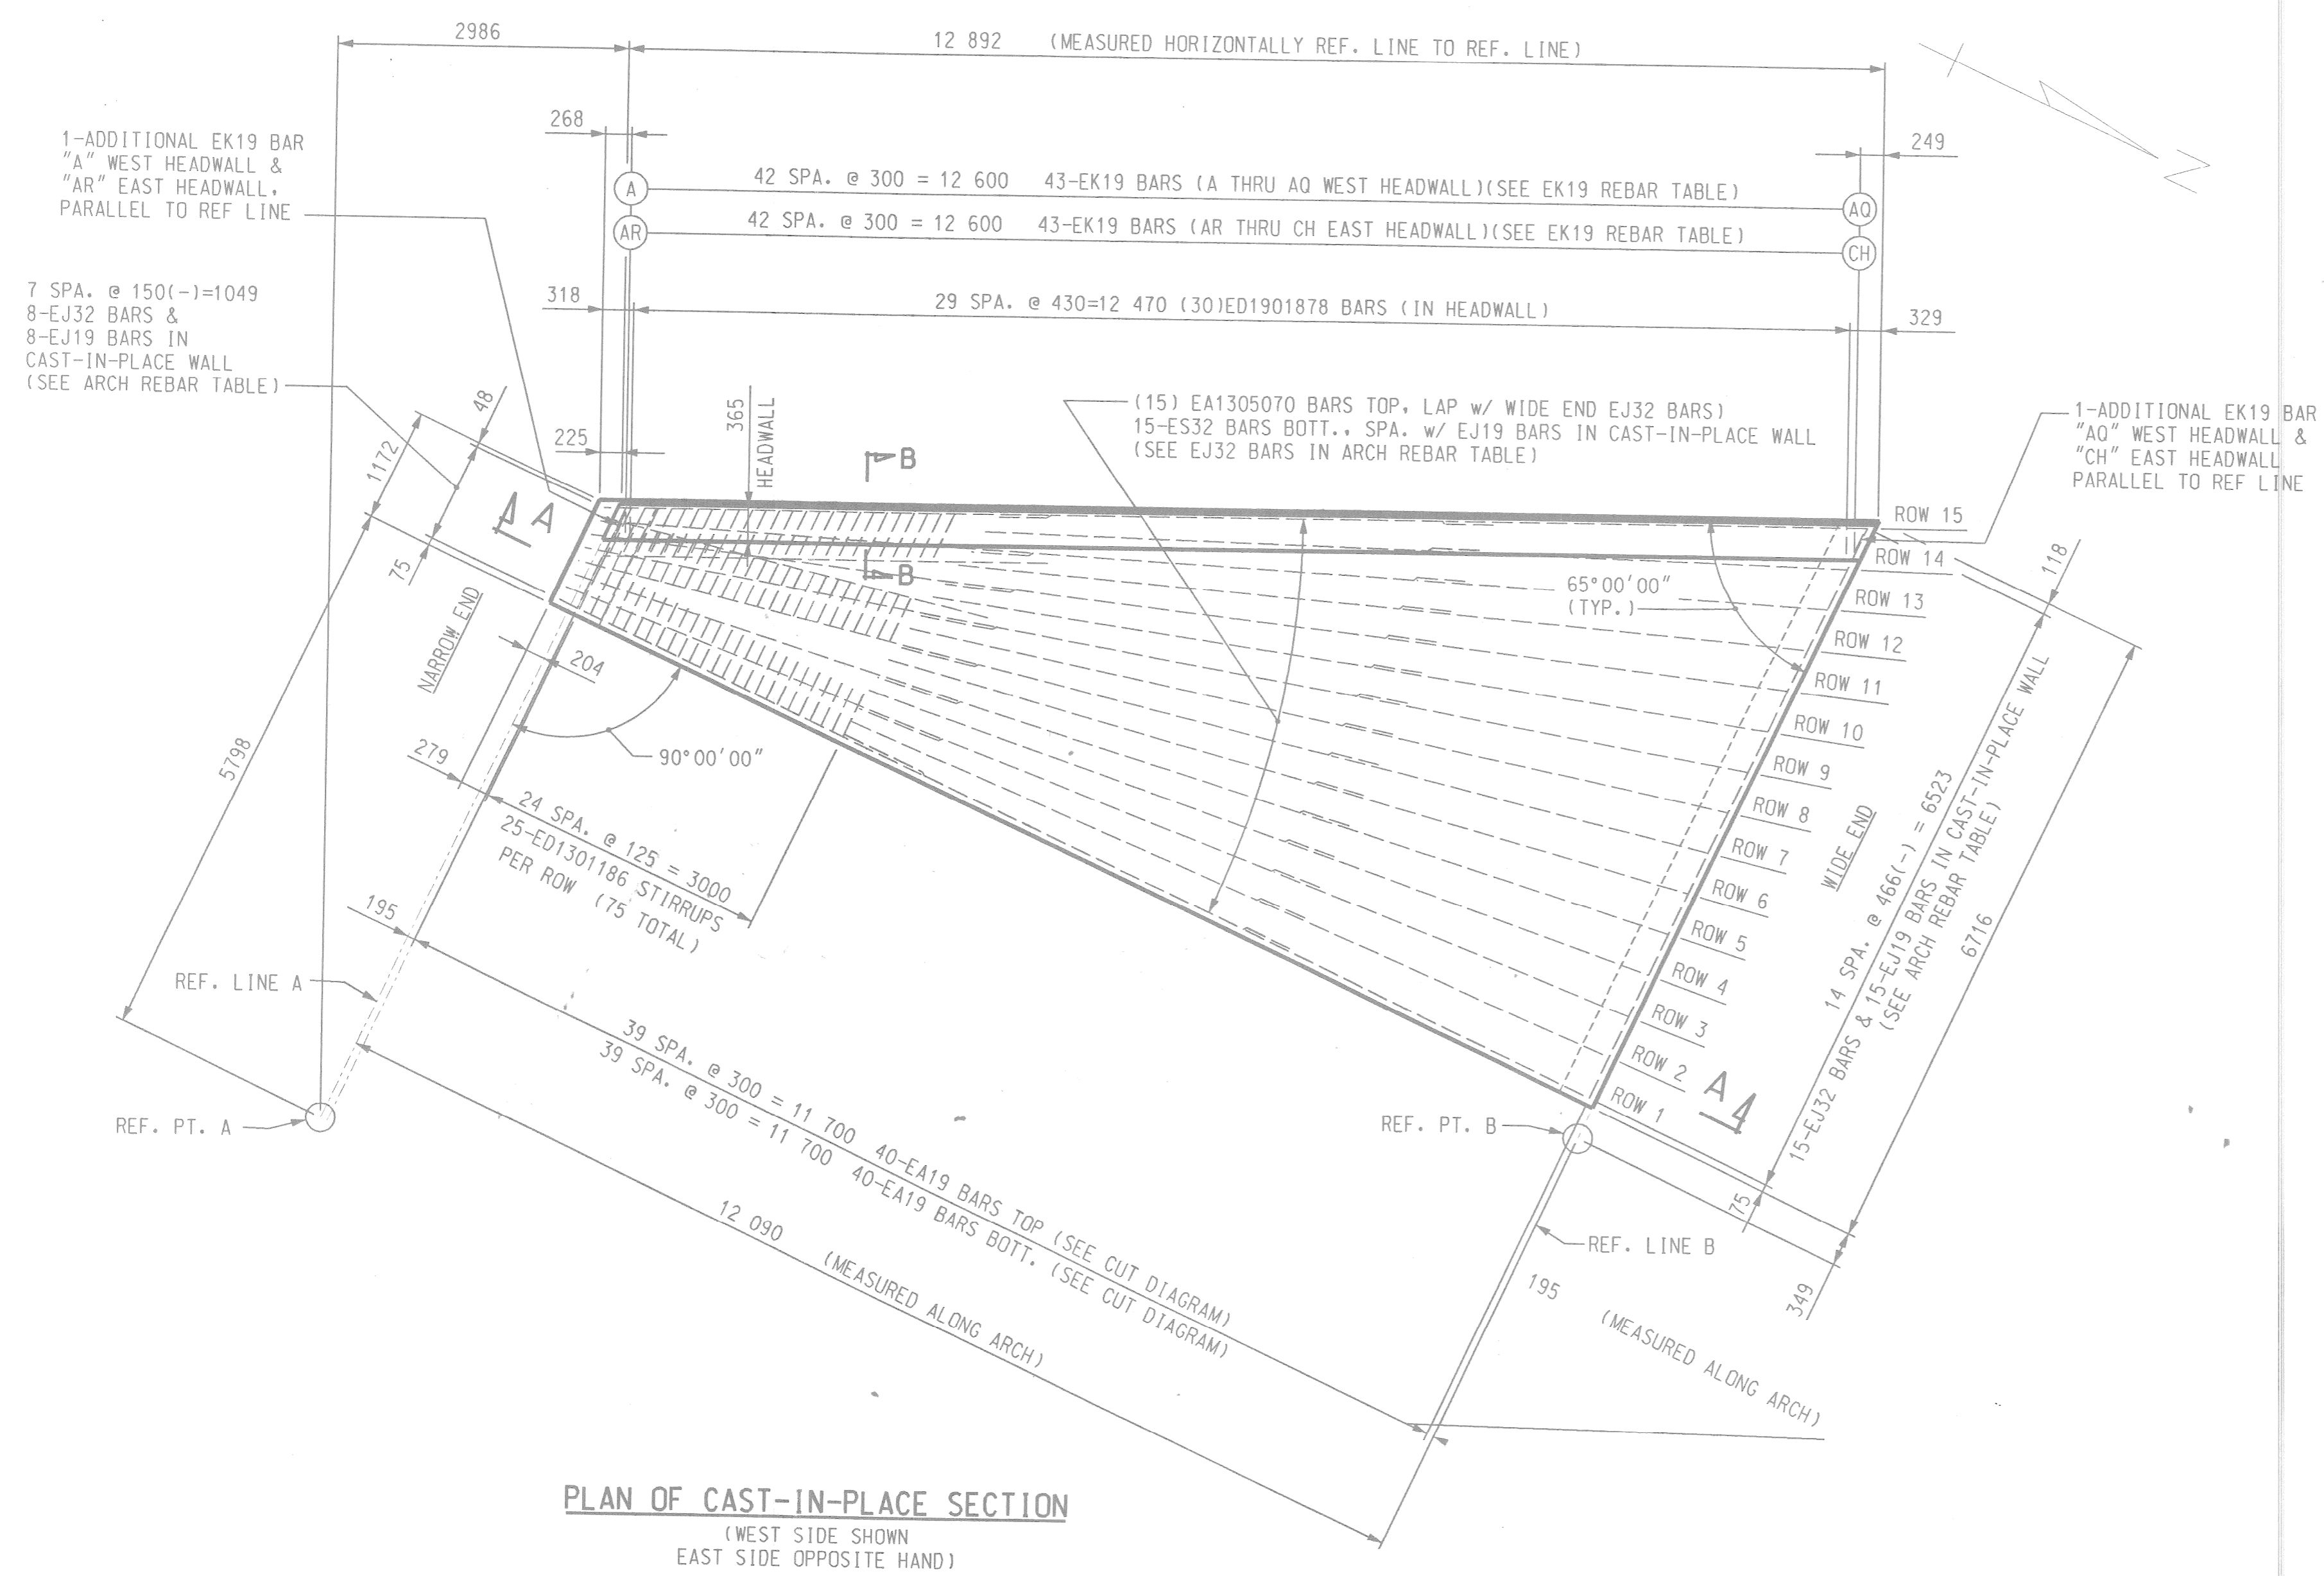 2986
12 892 (MEASURED HORIZONTALLY REF. LINE TO REF. LINE)
268
249
1-ADDITIONAL EK19 BAR
"A" WEST HEADWALL &
"AR" EAST HEADWALL,
PARALLEL TO REF LINE
A
42 SPA. @ 300 = 12 600 43-EK19 BARS (A THRU AQ WEST HEADWALL)(SEE EK19 REBAR TABLE)
AQ
AR
42 SPA. @ 300 = 12 600 43-EK19 BARS (AR THRU CH EAST HEADWALL)(SEE EK19 REBAR TABLE)
CH
318
29 SPA. @ 430=12 470 (30)ED1901878 BARS (IN HEADWALL)
329
7 SPA. @ 150(-)=1049
8-EJ32 BARS &
8-EJ19 BARS IN
CAST-IN-PLACE WALL
(SEE ARCH REBAR TABLE)
48
1172
75
225
365
HEADWALL
B
B
A
(15) EA1305070 BARS TOP, LAP w/ WIDE END EJ32 BARS)
15-ES32 BARS BOTT., SPA. w/ EJ19 BARS IN CAST-IN-PLACE WALL
(SEE EJ32 BARS IN ARCH REBAR TABLE)
1-ADDITIONAL EK19 BAR
"AQ" WEST HEADWALL &
"CH" EAST HEADWALL
PARALLEL TO REF LINE
65°00'00"
(TYP.)
ROW 15
ROW 14
ROW 13
ROW 12
ROW 11
ROW 10
ROW 9
ROW 8
ROW 7
ROW 6
ROW 5
ROW 4
ROW 3
ROW 2
ROW 1
118
NARROW END
204
279
90°00'00"
5798
24 SPA. @ 125 = 3000
25-ED1301186 STIRRUPS
PER ROW (75 TOTAL)
195
REF. LINE A
REF. PT. A
WIDE END
14 SPA. @ 466(-) = 6523
15-EJ32 BARS & 15-EJ19 BARS IN CAST-IN-PLACE WALL
(SEE ARCH REBAR TABLE)
6716
A
REF. PT. B
75
349
REF. LINE B
39 SPA. @ 300 = 11 700 40-EA19 BARS TOP (SEE CUT DIAGRAM)
39 SPA. @ 300 = 11 700 40-EA19 BARS BOTT. (SEE CUT DIAGRAM)
12 090 (MEASURED ALONG ARCH)
195 (MEASURED ALONG ARCH)
PLAN OF CAST-IN-PLACE SECTION
(WEST SIDE SHOWN
EAST SIDE OPPOSITE HAND)